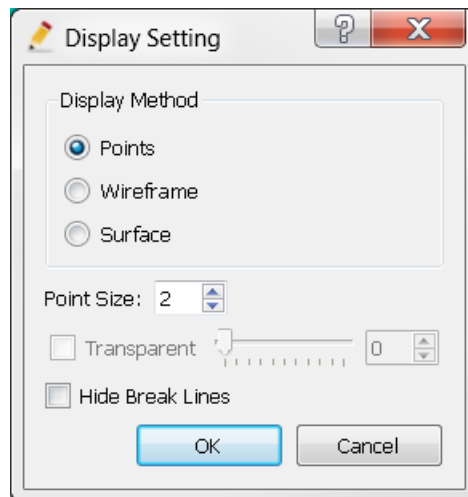 Display Setting
Display Method
Points
Wireframe
Surface
Point Size: 2
Transparent 0
Hide Break Lines
OK Cancel